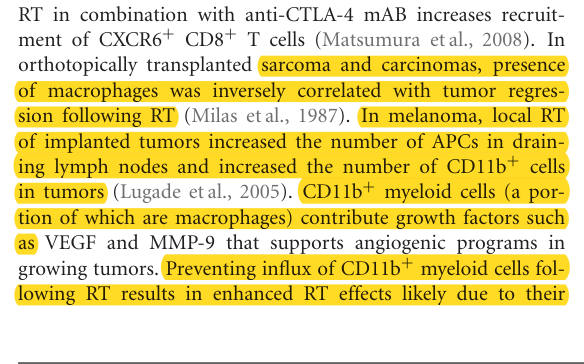 RT in combination with anti-CTLA-4 mAB increases recruit-
ment of CXCR6+ CD8+ T cells (Matsumura et al., 2008). In
orthotopically transplanted sarcoma and carcinomas, presence
of macrophages was inversely correlated with tumor regres-
sion following RT (Milas et al., 1987). In melanoma, local RT
of implanted tumors increased the number of APCs in drain-
ing lymph nodes and increased the number of CD11b+ cells
in tumors (Lugade et al., 2005). CD11b+ myeloid cells (a por-
tion of which are macrophages) contribute growth factors such
as VEGF and MMP-9 that supports angiogenic programs in
growing tumors. Preventing influx of CD11b+ myeloid cells fol-
lowing RT results in enhanced RT effects likely due to their